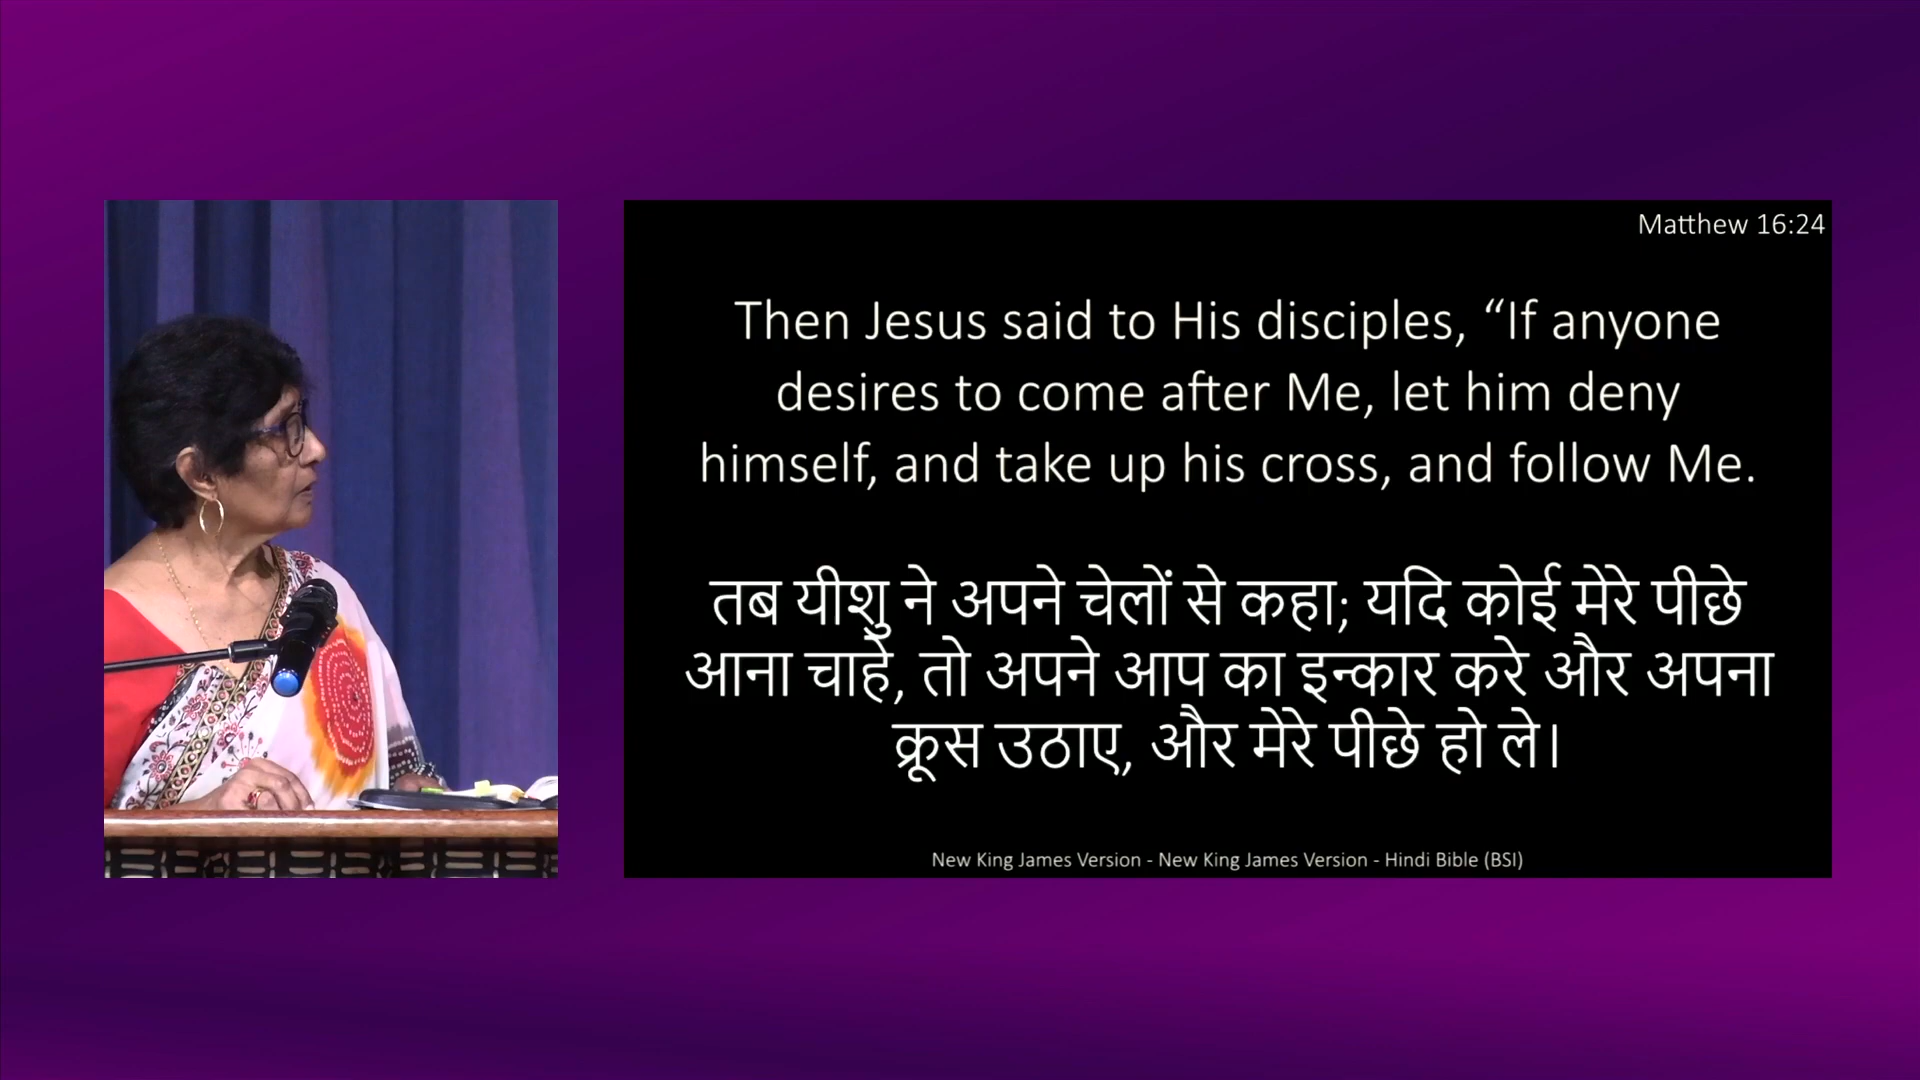 Matthew 16:24
Then Jesus said to His disciples, “If anyone
desires to come after Me, let him deny
himself, and take up his cross, and follow Me.
तब यीशु ने अपने चेलों से कहा; यदि कोई मेरे पीछे
आना चाहे, तो अपने आप का इन्कार करे और अपना
क्रूस उठाए, और मेरे पीछे हो ले।
New King James Version - New King James Version - Hindi Bible (BSI)